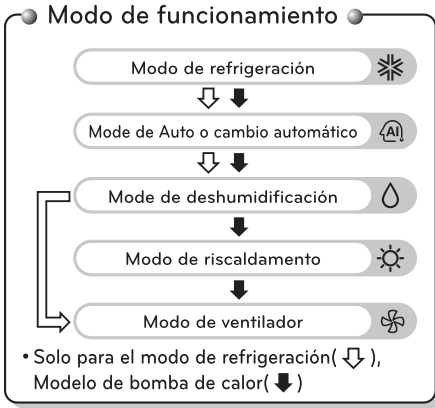 Modo de funcionamiento
Modo de refrigeración
Mode de Auto o cambio automático
AI
Mode de deshumidificación
Modo de riscaldamento
Modo de ventilador
• Solo para el modo de refrigeración( ⇩ ),
Modelo de bomba de calor( 🡇 )